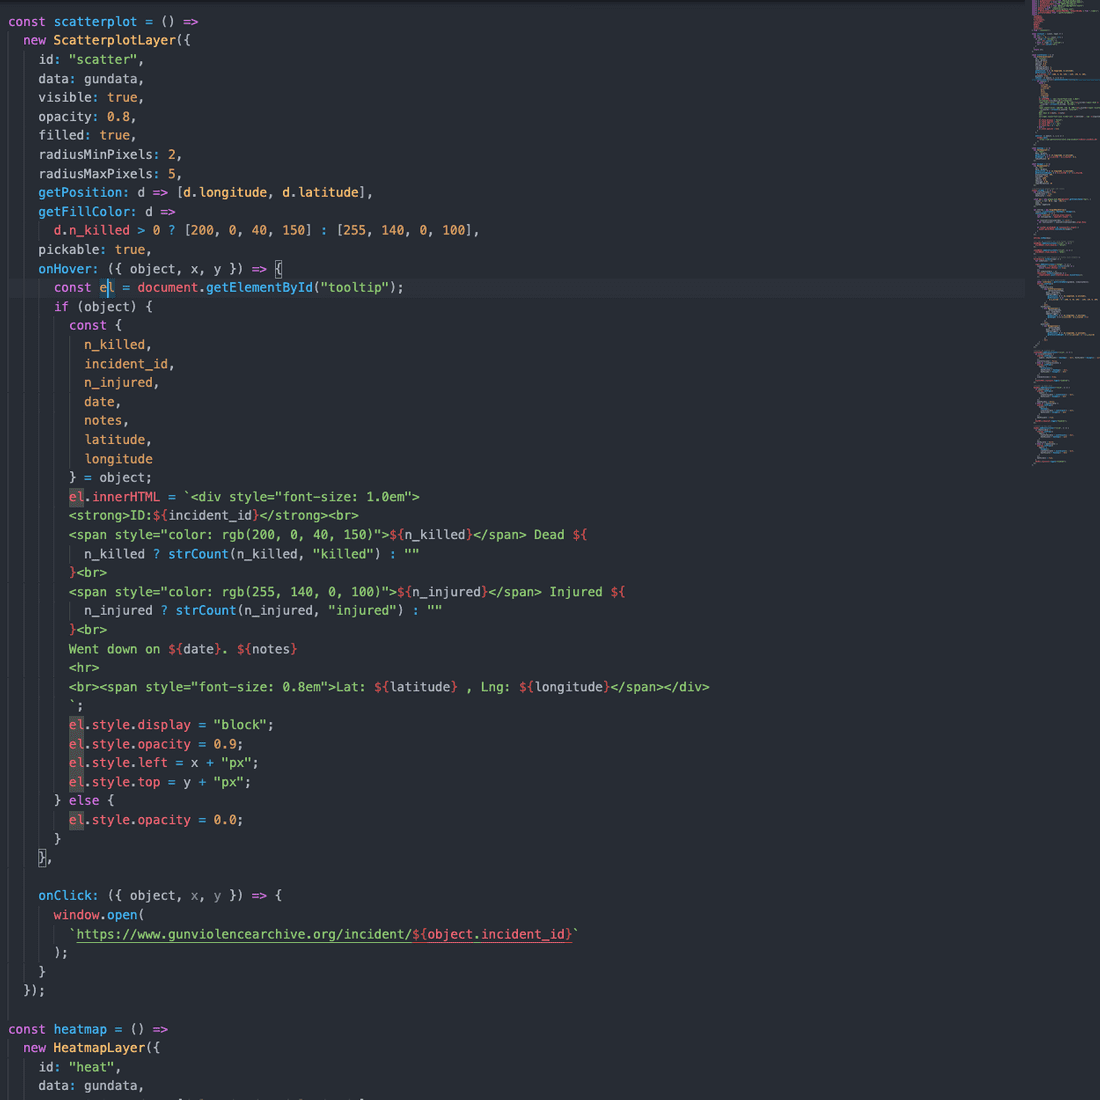 const scatterplot = () =>
new ScatterplotLayer({
id: "scatter",
data: gundata,
visible: true,
opacity: 0.8,
filled: true,
radiusMinPixels: 2,
radiusMaxPixels: 5,
getPosition: d => [d.longitude, d.latitude],
getFillColor: d =>
d.n_killed > 0 ? [200, 0, 40, 150] : [255, 140, 0, 100],
pickable: true,
onHover: ({ object, x, y }) => {
const el = document.getElementById("tooltip");
if (object) {
const {
n_killed,
incident_id,
n_injured,
date,
notes,
latitude,
longitude
} = object;
el.innerHTML = `<div style="font-size: 1.0em">
<strong>ID:${incident_id}</strong><br>
<span style="color: rgb(200, 0, 40, 150)">${n_killed}</span> Dead ${
n_killed ? strCount(n_killed, "killed") : ""
}<br>
<span style="color: rgb(255, 140, 0, 100)">${n_injured}</span> Injured ${
n_injured ? strCount(n_injured, "injured") : ""
}<br>
Went down on ${date}. ${notes}
<hr>
<br><span style="font-size: 0.8em">Lat: ${latitude} , Lng: ${longitude}</span></div>
`;
el.style.display = "block";
el.style.opacity = 0.9;
el.style.left = x + "px";
el.style.top = y + "px";
} else {
el.style.opacity = 0.0;
}
},
onClick: ({ object, x, y }) => {
window.open(
`https://www.gunviolencearchive.org/incident/${object.incident_id}`
);
}
});
const heatmap = () =>
new HeatmapLayer({
id: "heat",
data: gundata,